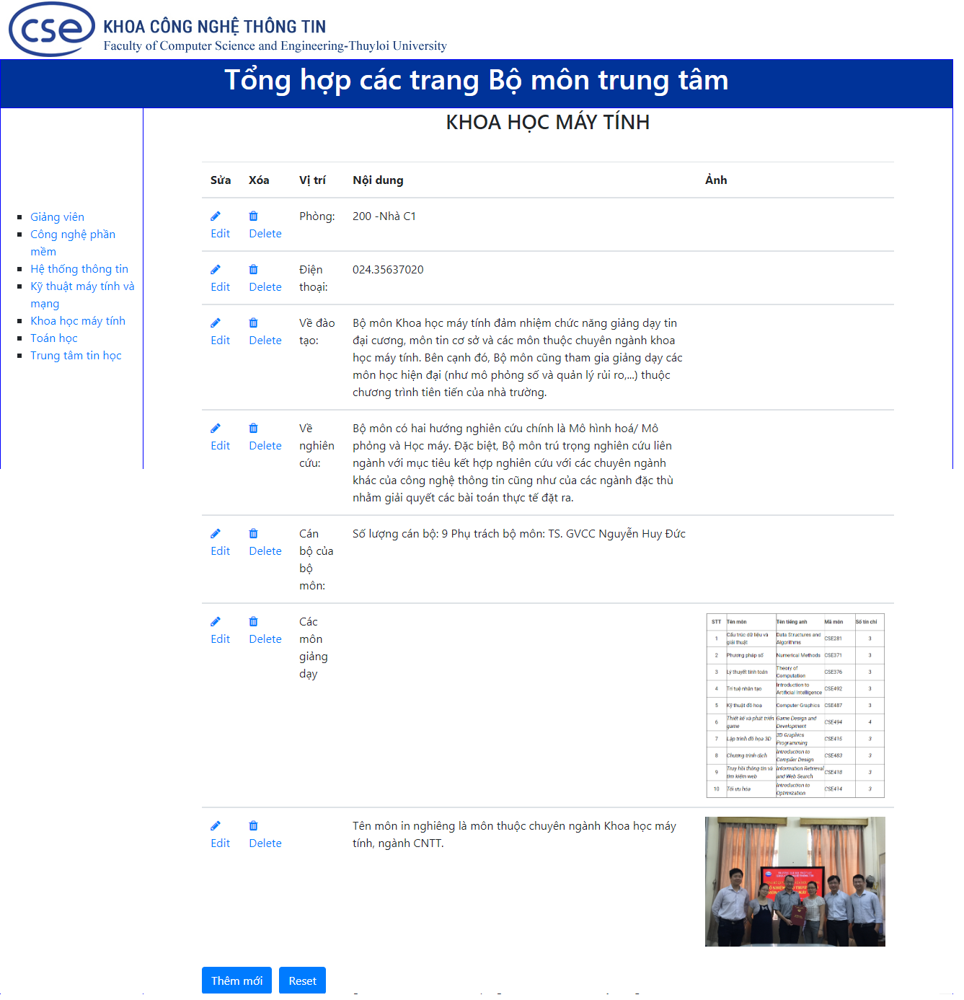 cse
KHOA CÔNG NGHỆ THÔNG TIN
Faculty of Computer Science and Engineering-Thuyloi University
Tổng hợp các trang Bộ môn trung tâm
Giảng viên
Công nghệ phần
mềm
Hệ thống thông tin
Kỹ thuật máy tính và
mạng
Khoa học máy tính
Toán học
Trung tâm tin học
KHOA HỌC MÁY TÍNH
Sửa Xóa Vị trí Nội dung Ảnh
Edit Delete Phòng: 200 -Nhà C1
Edit Delete Điện thoại: 024.35637020
Edit Delete Về đào tạo:
Bộ môn Khoa học máy tính đảm nhiệm chức năng giảng dạy tin
đại cương, môn tin cơ sở và các môn thuộc chuyên ngành khoa
học máy tính. Bên cạnh đó, Bộ môn cũng tham gia giảng dạy các
môn học hiện đại (như mô phỏng số và quản lý rủi ro,...) thuộc
chương trình tiên tiến của nhà trường.
Edit Delete Về nghiên cứu:
Bộ môn có hai hướng nghiên cứu chính là Mô hình hoá/ Mô
phỏng và Học máy. Đặc biệt, Bộ môn trú trọng nghiên cứu liên
ngành với mục tiêu kết hợp nghiên cứu với các chuyên ngành
khác của công nghệ thông tin cũng như của các ngành đặc thù
nhằm giải quyết các bài toán thực tế đặt ra.
Edit Delete Cán bộ của bộ môn: Số lượng cán bộ: 9 Phụ trách bộ môn: TS. GVCC Nguyễn Huy Đức
Edit Delete Các môn giảng dạy
STT Tên môn Tên tiếng anh Mã môn Số tín chỉ
1 Cấu trúc dữ liệu và giải thuật Data Structures and Algorithms CSE281 3
2 Phương pháp số Numerical Methods CSE371 3
3 Lý thuyết tính toán Theory of Computation CSE376 3
4 Trí tuệ nhân tạo Introduction to Artificial Intelligence CSE492 3
5 Kỹ thuật đồ hoạ Computer Graphics CSE487 3
6 Thiết kế và phát triển game Game Design and Development CSE494 4
7 Lập trình đồ họa 3D 3D Graphics Programming CSE415 3
8 Chương trình dịch Introduction to Compiler Design CSE483 3
9 Truy hồi thông tin và tìm kiếm web Information Retrieval and Web Search CSE418 3
10 Tối ưu hóa Introduction to Optimization CSE414 3
Edit Delete
Tên môn in nghiêng là môn thuộc chuyên ngành Khoa học máy
tính, ngành CNTT.
Thêm mới Reset